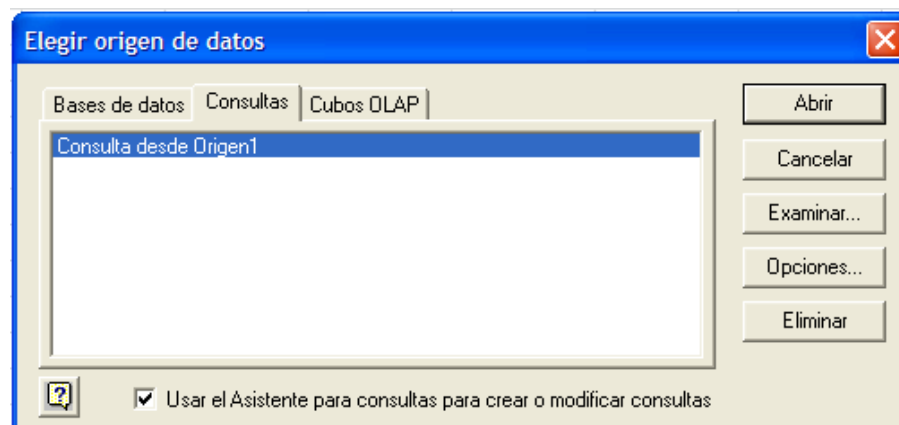 Elegir origen de datos
Bases de datos Consultas Cubos OLAP
Consulta desde Origen1
Abrir
Cancelar
Examinar...
Opciones...
Eliminar
Usar el Asistente para consultas para crear o modificar consultas